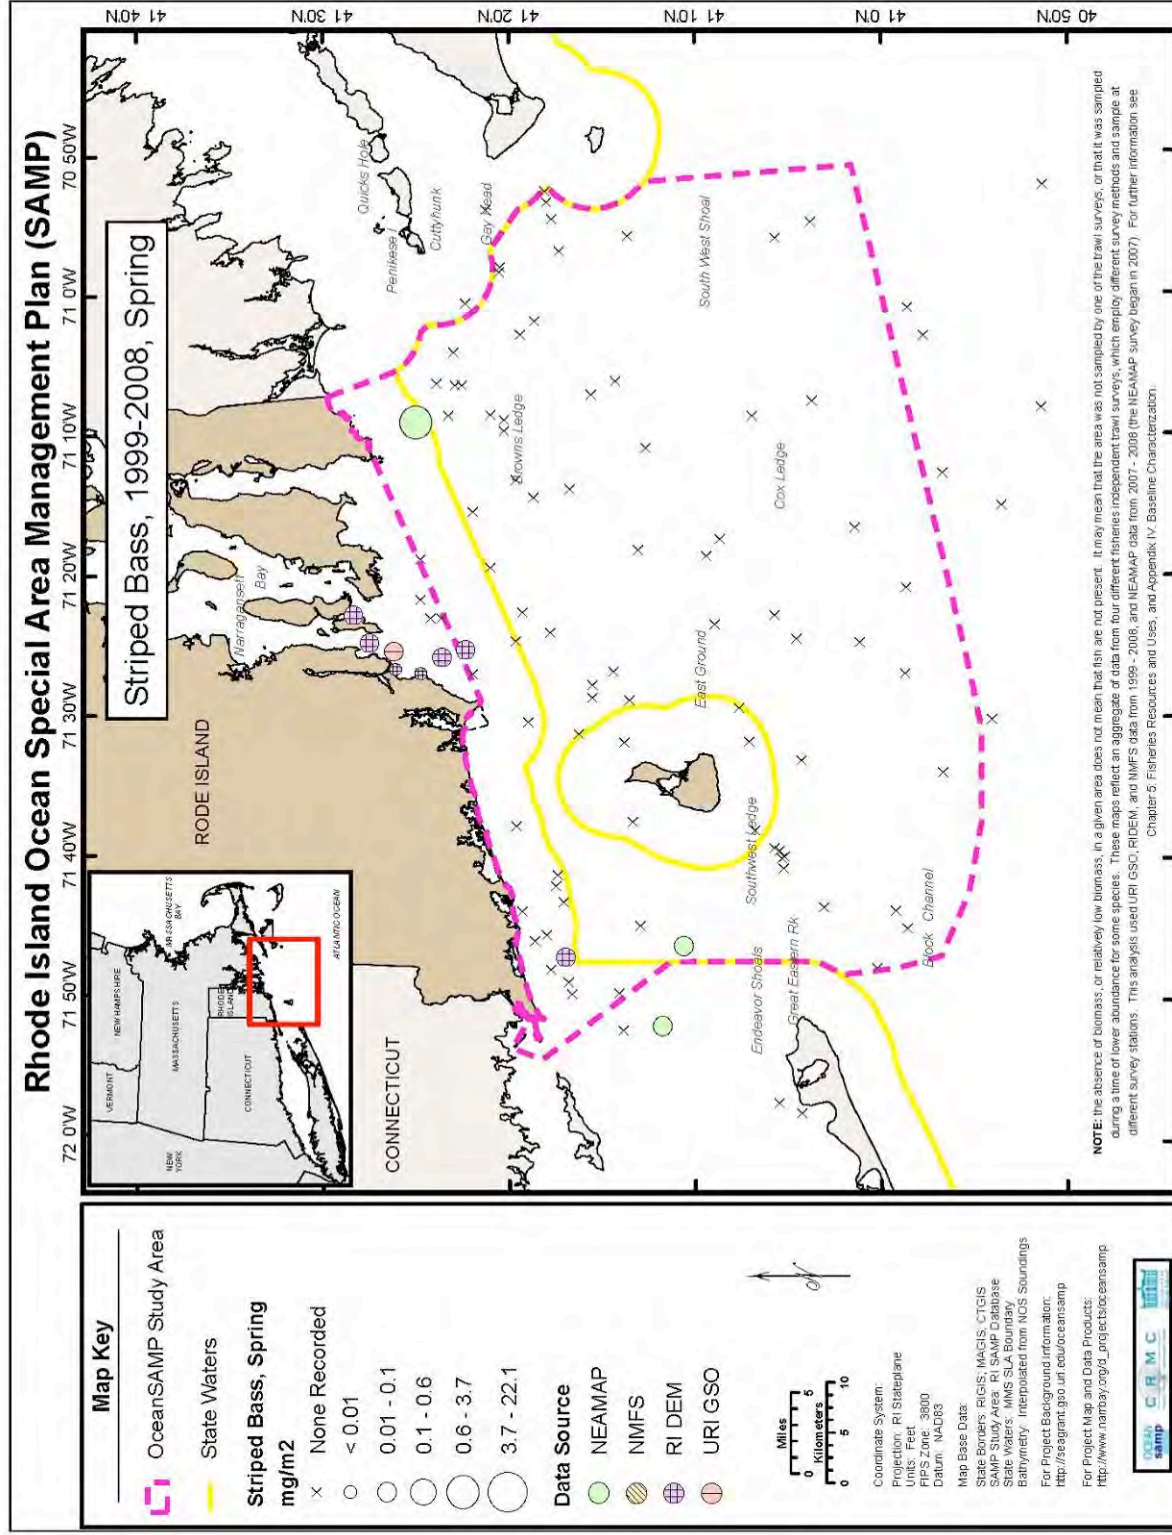 Rhode Island Ocean Special Area Management Plan (SAMP)
72 0'W
71 50'W
71 40'W
71 30'W
71 20'W
71 10'W
71 0'W
70 50'W
41 40'N
41 30'N
41 20'N
41 10'N
41 0'N
40 50'N
Striped Bass, 1999-2008, Spring
VERMONT
NEW HAMPSHIRE
MASSACHUSETTS BAY
NEW YORK
MASSACHUSETTS
RHODE ISLAND
CONNECTICUT
ATLANTIC OCEAN
RODE ISLAND
CONNECTICUT
Narragansett
Bay
Quicks Hole
Penikese
Cuttyhunk
Gay Head
Browns Ledge
South West Shoal
Cox Ledge
East Ground
Southwest Ledge
Endeavor Shoals
Great Eastern Rk
Block Channel
NOTE: the absence of biomass, or relatively low biomass, in a given area does not mean that fish are not present. It may mean that the area was not sampled by one of the trawl surveys, or that it was sampled
during a time of lower abundance for some species. These maps reflect an aggregate of data from four different fisheries independent trawl surveys, which employ different survey methods and sample at
different survey stations. This analysis used URI GSO, RIDEM, and NMFS data from 1999 - 2008, and NEAMAP data from 2007 - 2008 (the NEAMAP survey began in 2007). For further information see
Chapter 5. Fisheries Resources and Uses, and Appendix IV. Baseline Characterization
Map Key
OceanSAMP Study Area
State Waters
Striped Bass, Spring
mg/m2
× None Recorded
< 0.01
0.01 - 0.1
0.1 - 0.6
0.6 - 3.7
3.7 - 22.1
Data Source
NEAMAP
NMFS
RI DEM
URI GSO
Miles
0 5
Kilometers
0 5 10
N
Coordinate System:
Projection: RI Stateplane
Units: Feet
FIPS Zone: 3800
Datum: NAD83
Map Base Data:
State Borders: RIGIS; MAGIS; CTGIS
SAMP Study Area: RI SAMP Database
State Waters: MMS SLA Boundary
Bathymetry: Interpolated from NOS Soundings
For Project Background Information:
http://seagrant.gso.uri.edu/oceansamp
For Project Map and Data Products:
http://www.narrbay.org/d_projects/oceansamp
OCEAN
samp
C R M C